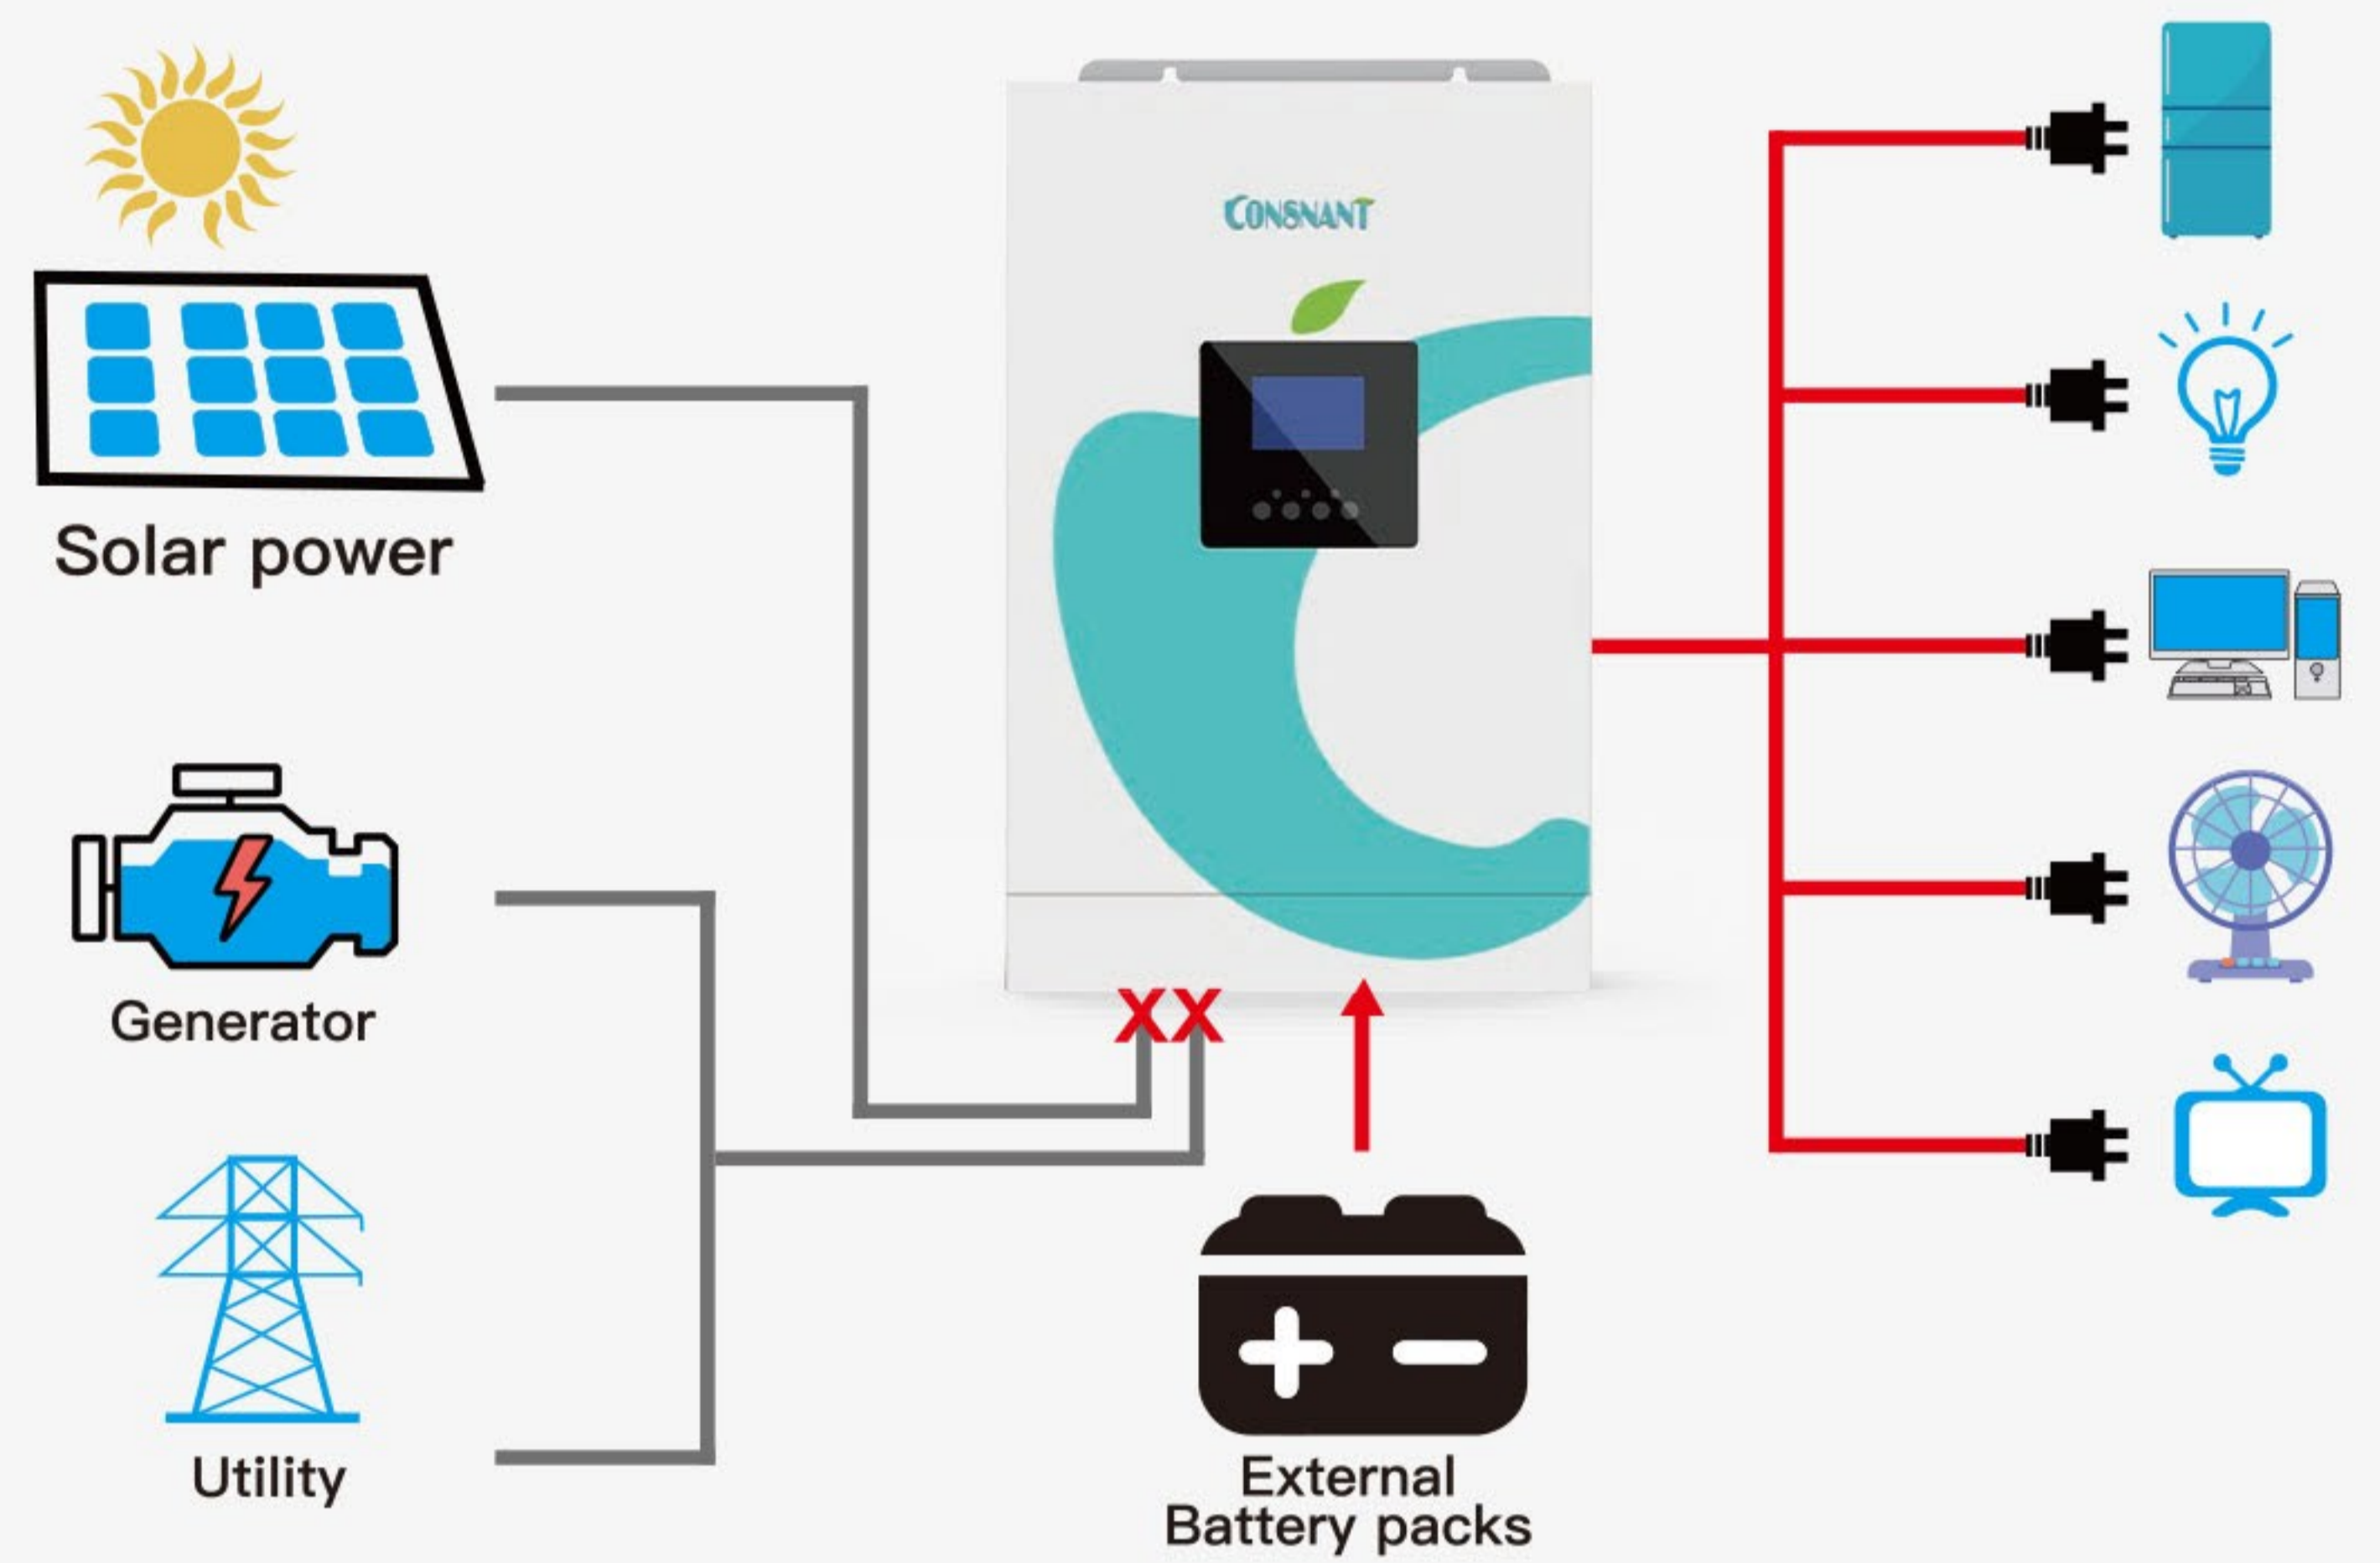 CONSNANT
Solar power
Generator
XX
Utility
External
Battery packs